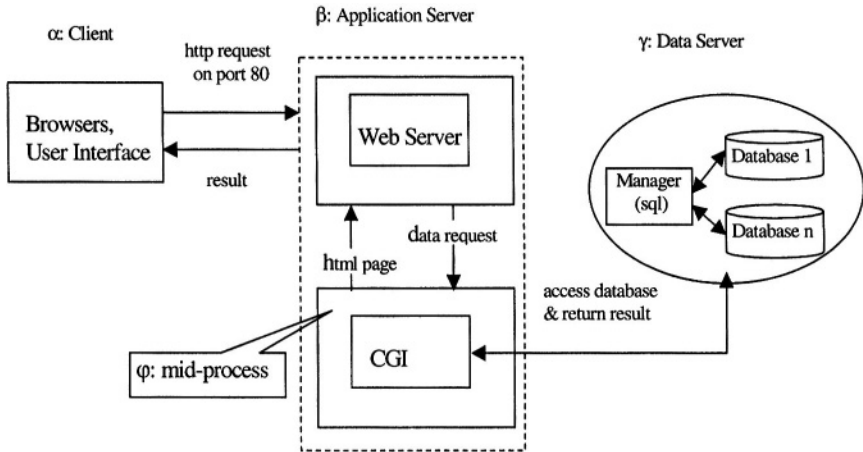 α: Client
β: Application Server
γ: Data Server
http request
on port 80
Browsers,
User Interface
result
Web Server
html page
data request
Manager
(sql)
Database 1
Database n
access database
& return result
φ: mid-process
CGI